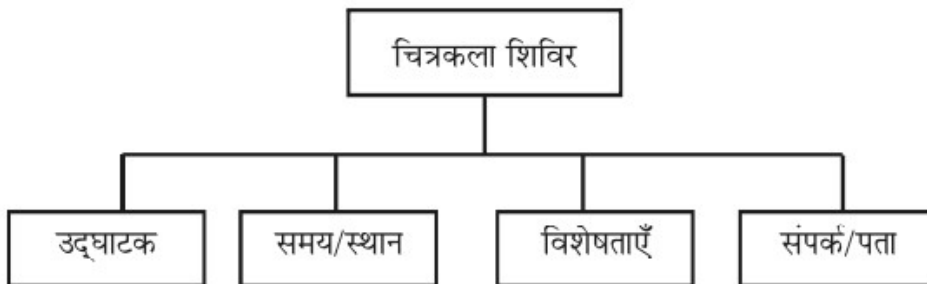 चित्रकला शिविर
उद्‌घाटक
समय/स्थान
विशेषताएँ
संपर्क/पता